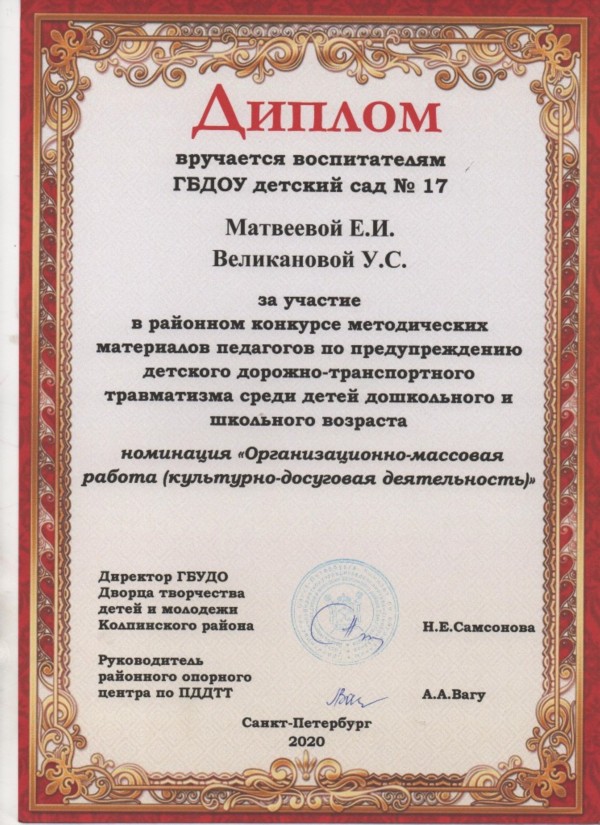 Диплом
вручается воспитателям
ГБДОУ детский сад № 17
Матвеевой Е.И.
Великановой У.С.
за участие
в районном конкурсе методических
материалов педагогов по предупреждению
детского дорожно-транспортного
травматизма среди детей дошкольного и
школьного возраста
номинация «Организационно-массовая
работа (культурно-досуговая деятельность)»
Директор ГБУДО
Дворца творчества
детей и молодежи
Колпинского района
Н.Е.Самсонова
Руководитель
районного опорного
центра по ПДДТТ
А.А.Вагу
Санкт-Петербург
2020